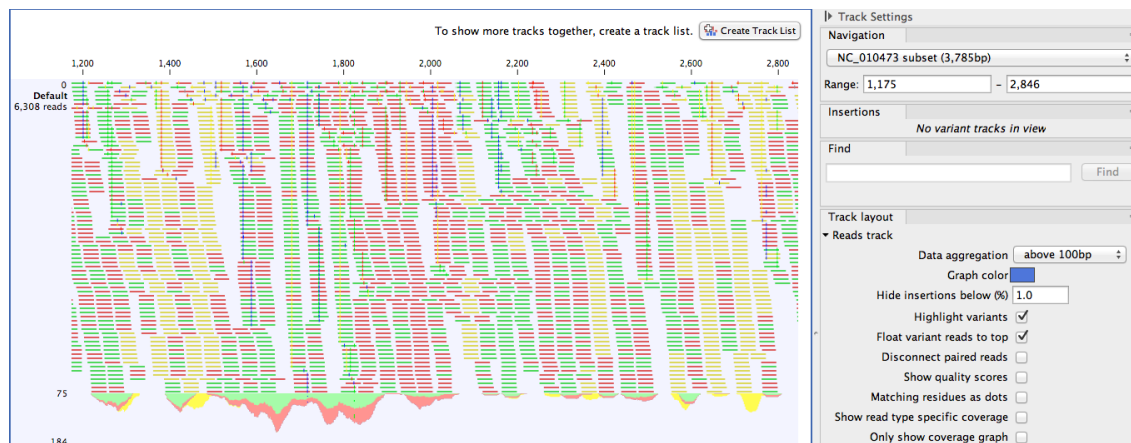 To show more tracks together, create a track list.
Create Track List
1,200 1,400 1,600 1,800 2,000 2,200 2,400 2,600 2,800
0
Default
6,308 reads
75
184
Track Settings
Navigation
NC_010473 subset (3,785bp)
Range: 1,175 – 2,846
Insertions
No variant tracks in view
Find
Find
Track layout
Reads track
Data aggregation above 100bp
Graph color
Hide insertions below (%) 1.0
Highlight variants
Float variant reads to top
Disconnect paired reads
Show quality scores
Matching residues as dots
Show read type specific coverage
Only show coverage graph